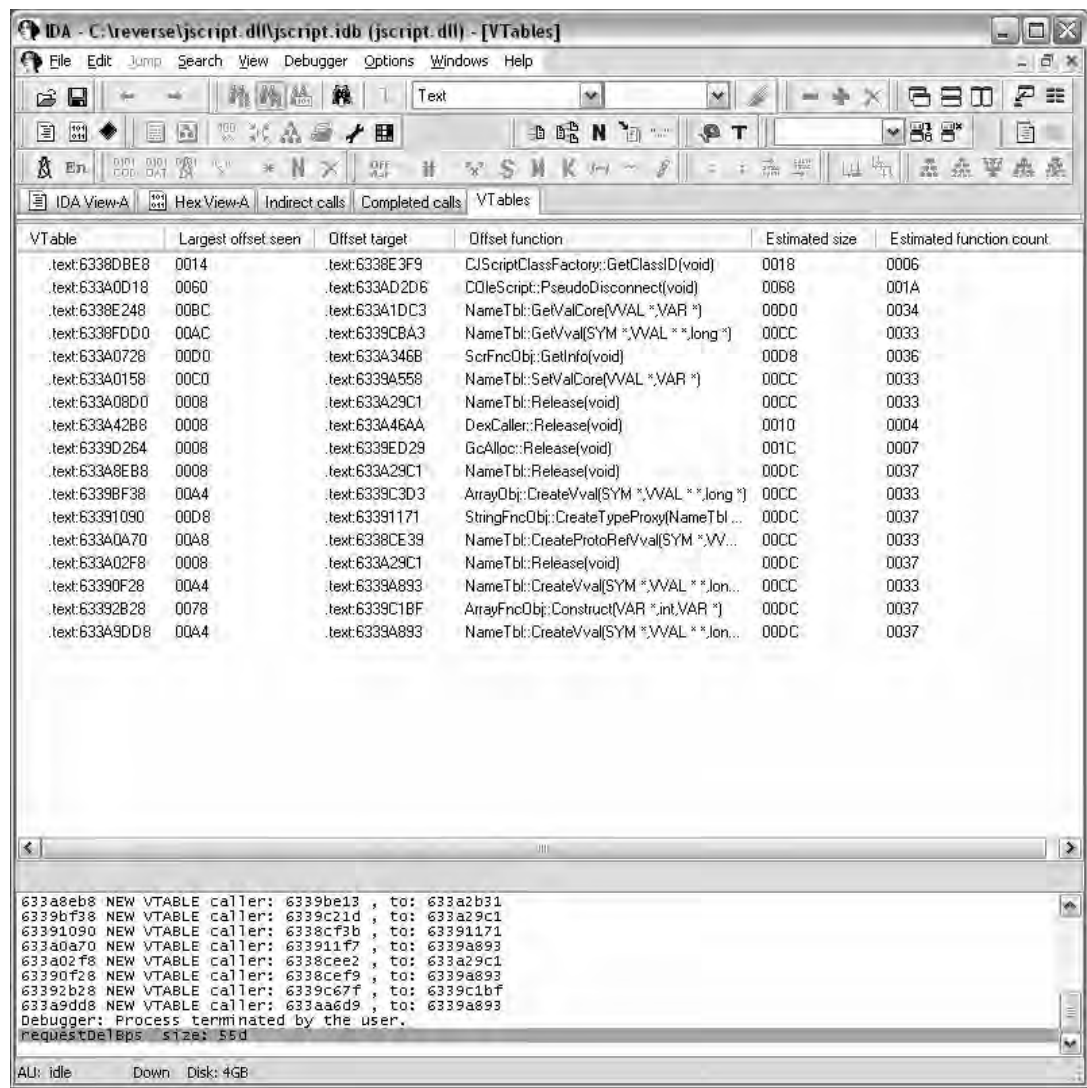 IDA - C:\reverse\jscript.dll\jscript.idb (jscript.dll) - [VTables]
File Edit Jump Search View Debugger Options Windows Help
Text
En
IDA View-A Hex View-A Indirect calls Completed calls VTables
VTable Largest offset seen Offset target Offset function Estimated size Estimated function count
.text:6338DBE8 0014 .text:6338E3F9 CJScriptClassFactory::GetClassID(void) 0018 0006
.text:633A0D18 0060 .text:633AD2D6 COleScript::PseudoDisconnect(void) 0068 001A
.text:6338E248 00BC .text:633A1DC3 NameTbl::GetValCore(VVAL *,VAR *) 00D0 0034
.text:6338FDD0 00AC .text:6339CBA3 NameTbl::GetVval(SYM *,VVAL * *,long *) 00CC 0033
.text:633A0728 00D0 .text:633A346B ScrFncObj::GetInfo(void) 00D8 0036
.text:633A0158 00C0 .text:6339A558 NameTbl::SetValCore(VVAL *,VAR *) 00CC 0033
.text:633A08D0 0008 .text:633A29C1 NameTbl::Release(void) 00CC 0033
.text:633A42B8 0008 .text:633A46AA DexCaller::Release(void) 0010 0004
.text:6339D264 0008 .text:6339ED29 GcAlloc::Release(void) 001C 0007
.text:633A8EB8 0008 .text:633A29C1 NameTbl::Release(void) 00DC 0037
.text:6339BF38 00A4 .text:6339C3D3 ArrayObj::CreateVval(SYM *,VVAL * *,long *) 00CC 0033
.text:63391090 00D8 .text:63391171 StringFncObj::CreateTypeProxy(NameTbl ... 00DC 0037
.text:633A0A70 00A8 .text:6338CE39 NameTbl::CreateProtoRefVval(SYM *,VV... 00CC 0033
.text:633A02F8 0008 .text:633A29C1 NameTbl::Release(void) 00DC 0037
.text:63390F28 00A4 .text:6339A893 NameTbl::CreateVval(SYM *,VVAL * *,lon... 00CC 0033
.text:63392B28 0078 .text:6339C1BF ArrayFncObj::Construct(VAR *,int,VAR *) 00DC 0037
.text:633A9DD8 00A4 .text:6339A893 NameTbl::CreateVval(SYM *,VVAL * *,lon... 00DC 0037
633a8eb8 NEW VTABLE caller: 6339be13 , to: 633a2b31
6339bf38 NEW VTABLE caller: 6339c21d , to: 633a29c1
63391090 NEW VTABLE caller: 6338cf3b , to: 63391171
633a0a70 NEW VTABLE caller: 633911f7 , to: 6339a893
633a02f8 NEW VTABLE caller: 6338cee2 , to: 633a29c1
63390f28 NEW VTABLE caller: 6338cef9 , to: 6339a893
63392b28 NEW VTABLE caller: 6339c67f , to: 6339c1bf
633a9dd8 NEW VTABLE caller: 633aa6d9 , to: 6339a893
Debugger: Process terminated by the user.
requestDelBps size: 55d
AU: idle Down Disk: 4GB